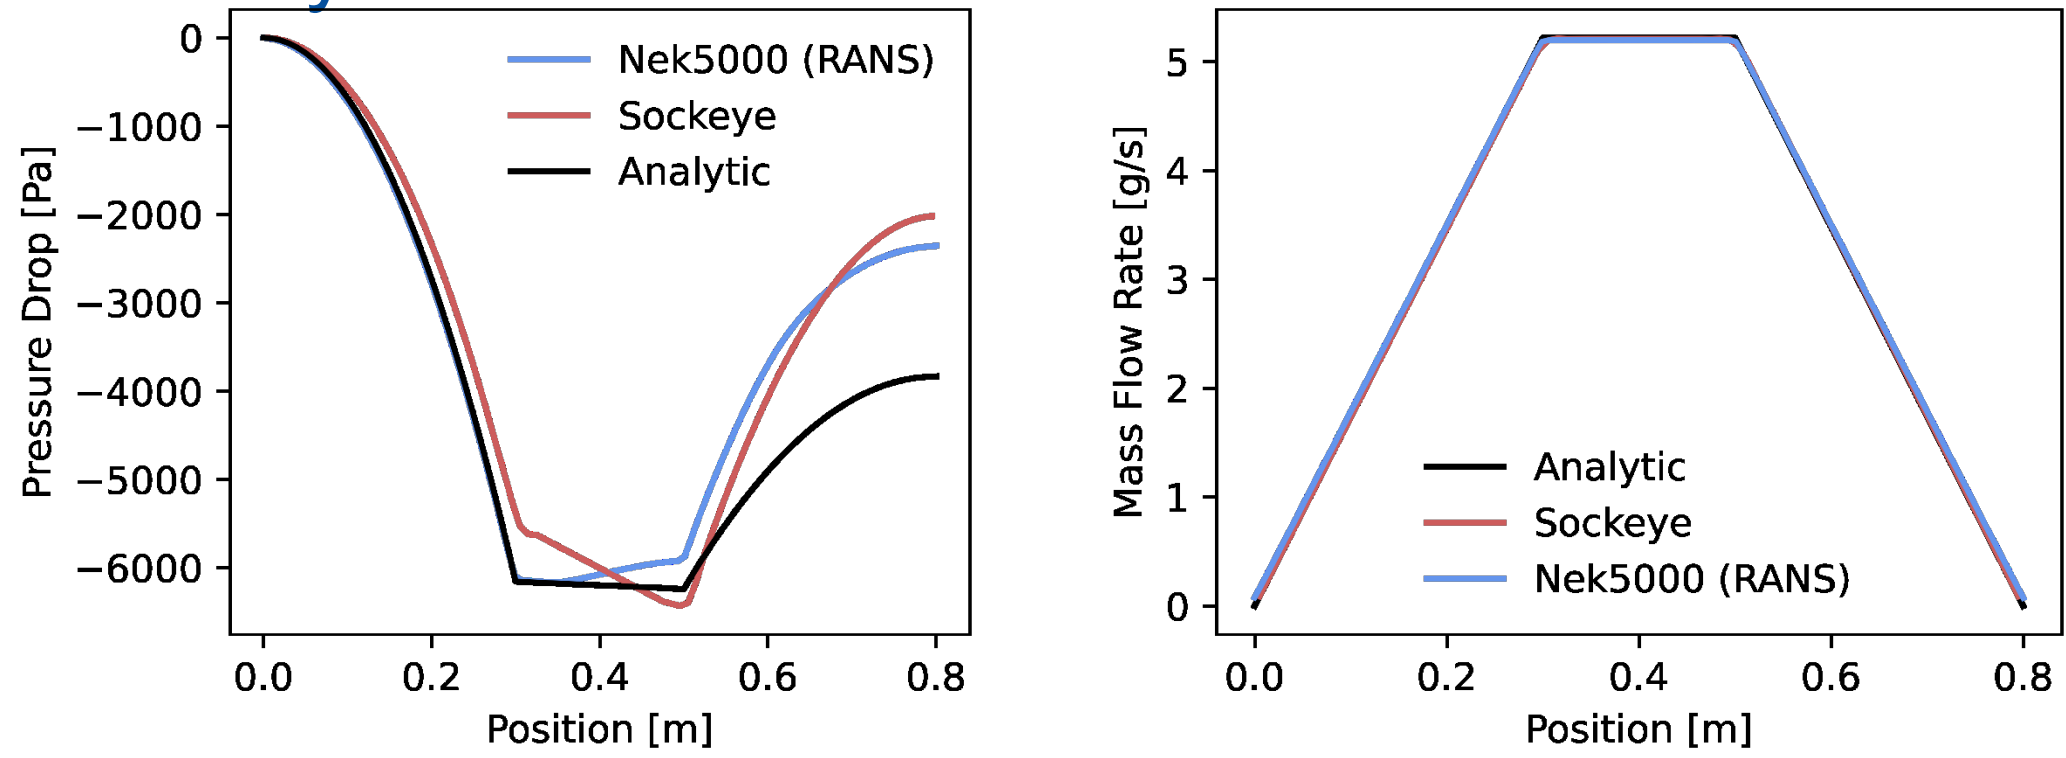 0
−1000
−2000
−3000
−4000
−5000
−6000
Pressure Drop [Pa]
Nek5000 (RANS)
Sockeye
Analytic
0.0 0.2 0.4 0.6 0.8
Position [m]
5
4
3
2
1
0
Mass Flow Rate [g/s]
Analytic
Sockeye
Nek5000 (RANS)
0.0 0.2 0.4 0.6 0.8
Position [m]